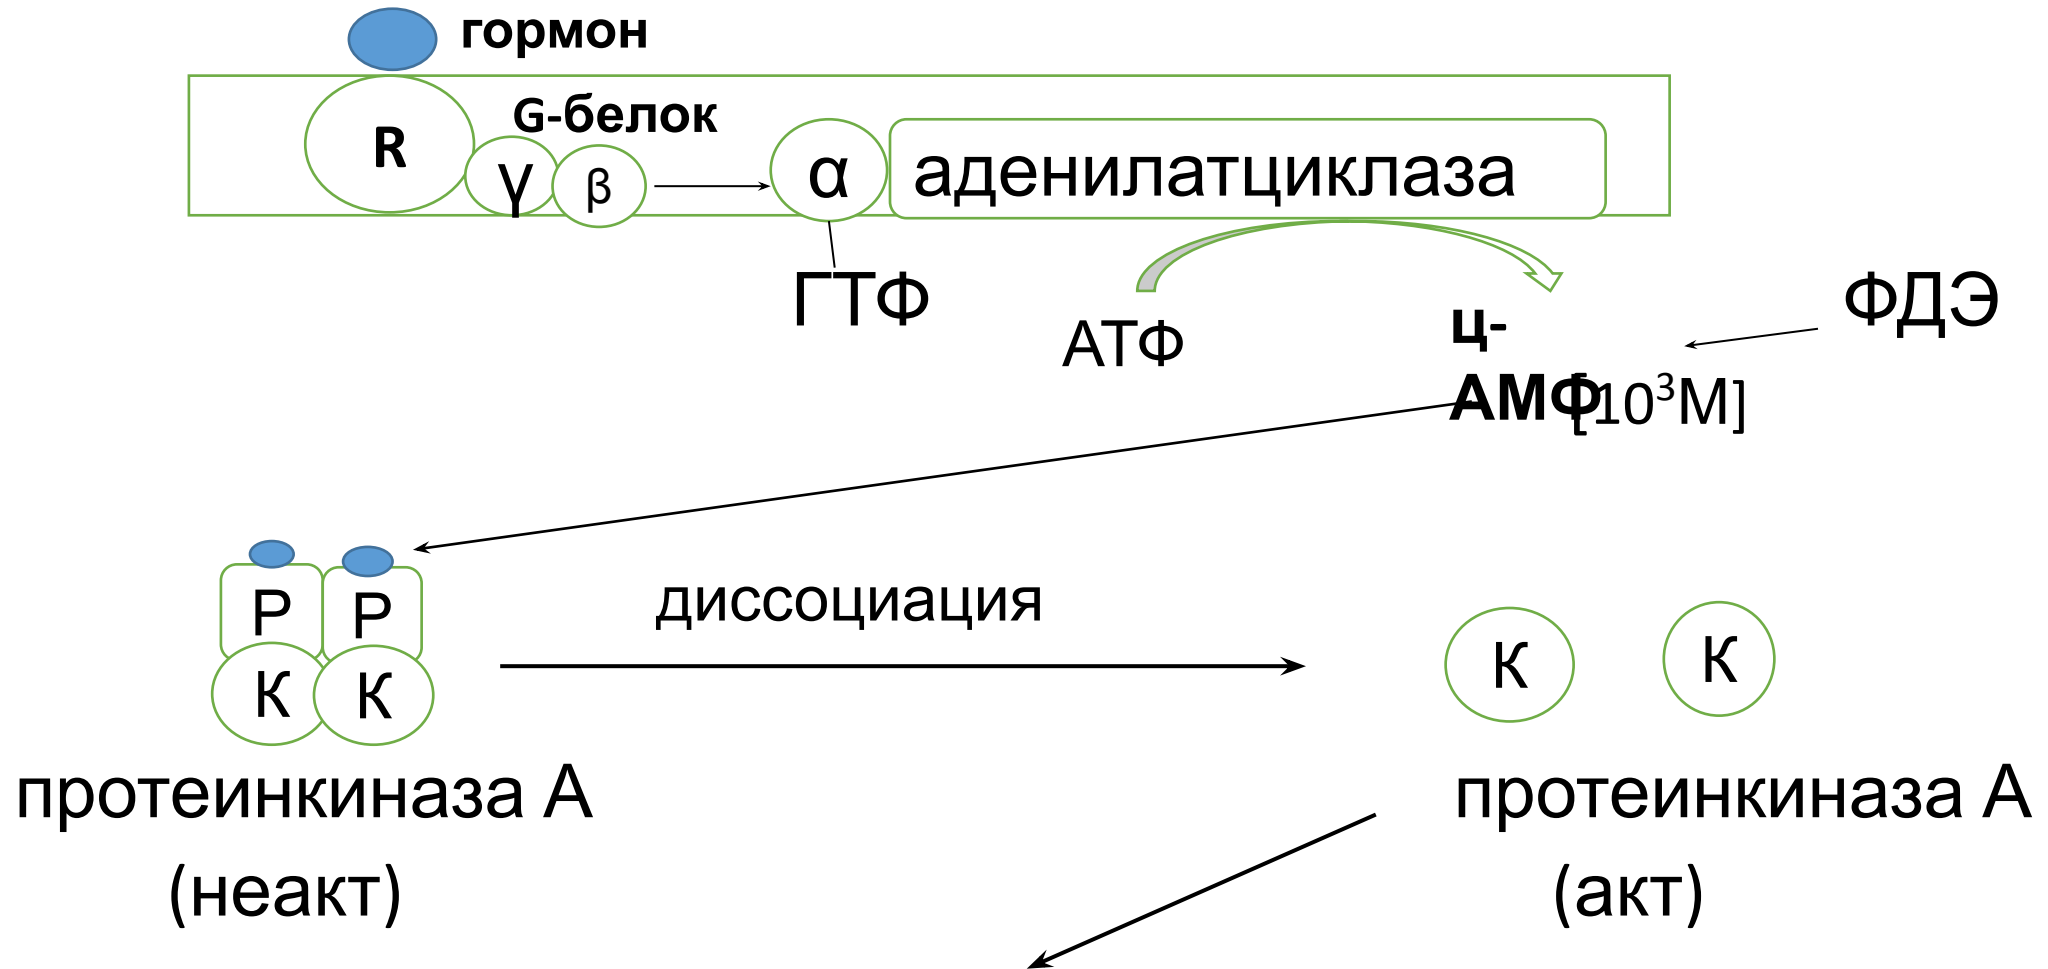 гормон
G-белок
R
γ
β
α
аденилатциклаза
ГТФ
АТФ
ц-
АМФ
[10³М]
ФДЭ
Р
Р
К
К
диссоциация
К
К
протеинкиназа А
(неакт)
протеинкиназа А
(акт)